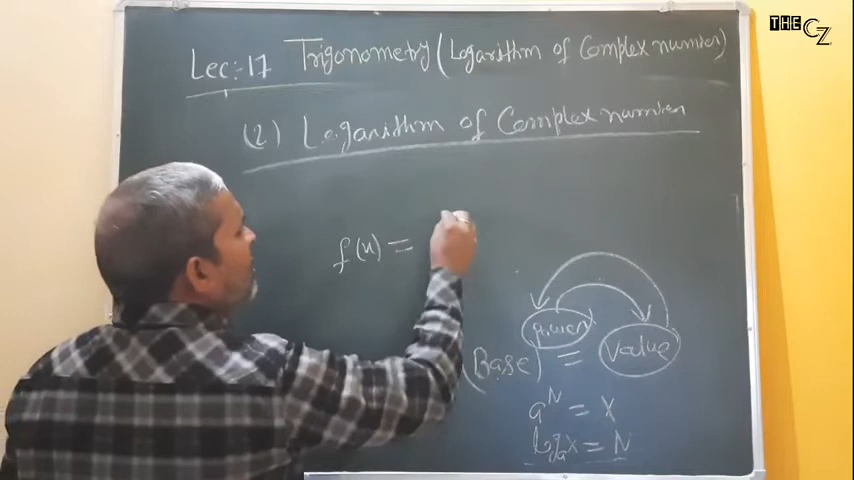 THE CZ
Lec:-17 Trigonometry (Logarithm of Complex number)
(2) Logarithm of Complex number
f(x) =
(Base)^power = Value
a^N = X
log_a X = N